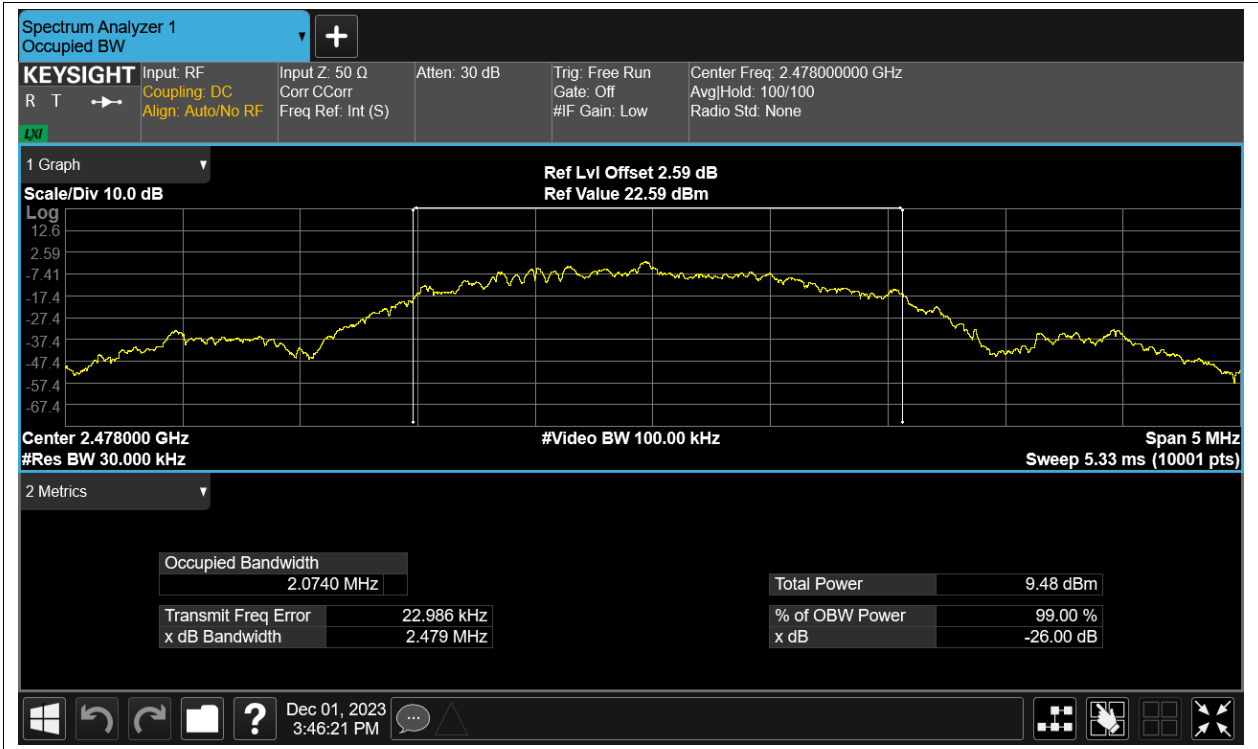 Spectrum Analyzer 1
Occupied BW
KEYSIGHT
R T
LXI
Input: RF
Coupling: DC
Align: Auto/No RF
Input Z: 50 Ω
Corr CCorr
Freq Ref: Int (S)
Atten: 30 dB
Trig: Free Run
Gate: Off
#IF Gain: Low
Center Freq: 2.478000000 GHz
Avg|Hold: 100/100
Radio Std: None
1 Graph
Scale/Div 10.0 dB
Ref Lvl Offset 2.59 dB
Ref Value 22.59 dBm
Log
12.6
2.59
-7.41
-17.4
-27.4
-37.4
-47.4
-57.4
-67.4
Center 2.478000 GHz
#Res BW 30.000 kHz
#Video BW 100.00 kHz
Span 5 MHz
Sweep 5.33 ms (10001 pts)
2 Metrics
Occupied Bandwidth
2.0740 MHz
Transmit Freq Error 22.986 kHz
x dB Bandwidth 2.479 MHz
Total Power 9.48 dBm
% of OBW Power 99.00 %
x dB -26.00 dB
?
Dec 01, 2023
3:46:21 PM